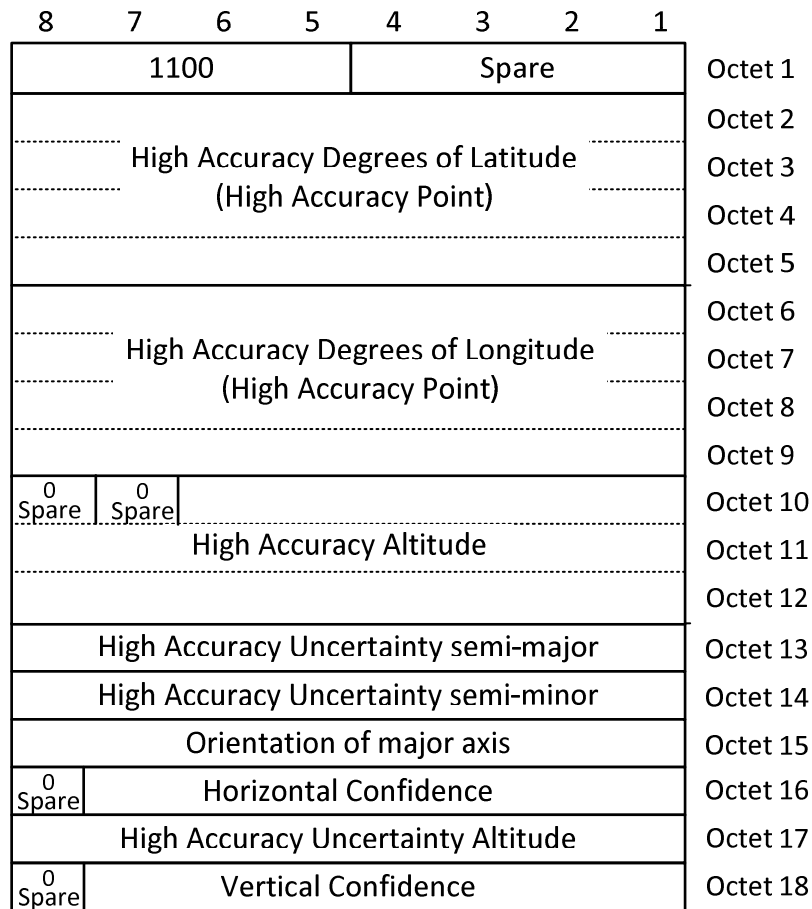 8 7 6 5 4 3 2 1
1100 Spare Octet 1
Octet 2
High Accuracy Degrees of Latitude
Octet 3
(High Accuracy Point)
Octet 4
Octet 5
Octet 6
High Accuracy Degrees of Longitude
Octet 7
(High Accuracy Point)
Octet 8
Octet 9
0 0
Spare Spare Octet 10
High Accuracy Altitude Octet 11
Octet 12
High Accuracy Uncertainty semi-major Octet 13
High Accuracy Uncertainty semi-minor Octet 14
Orientation of major axis Octet 15
0
Spare Horizontal Confidence Octet 16
High Accuracy Uncertainty Altitude Octet 17
0
Spare Vertical Confidence Octet 18